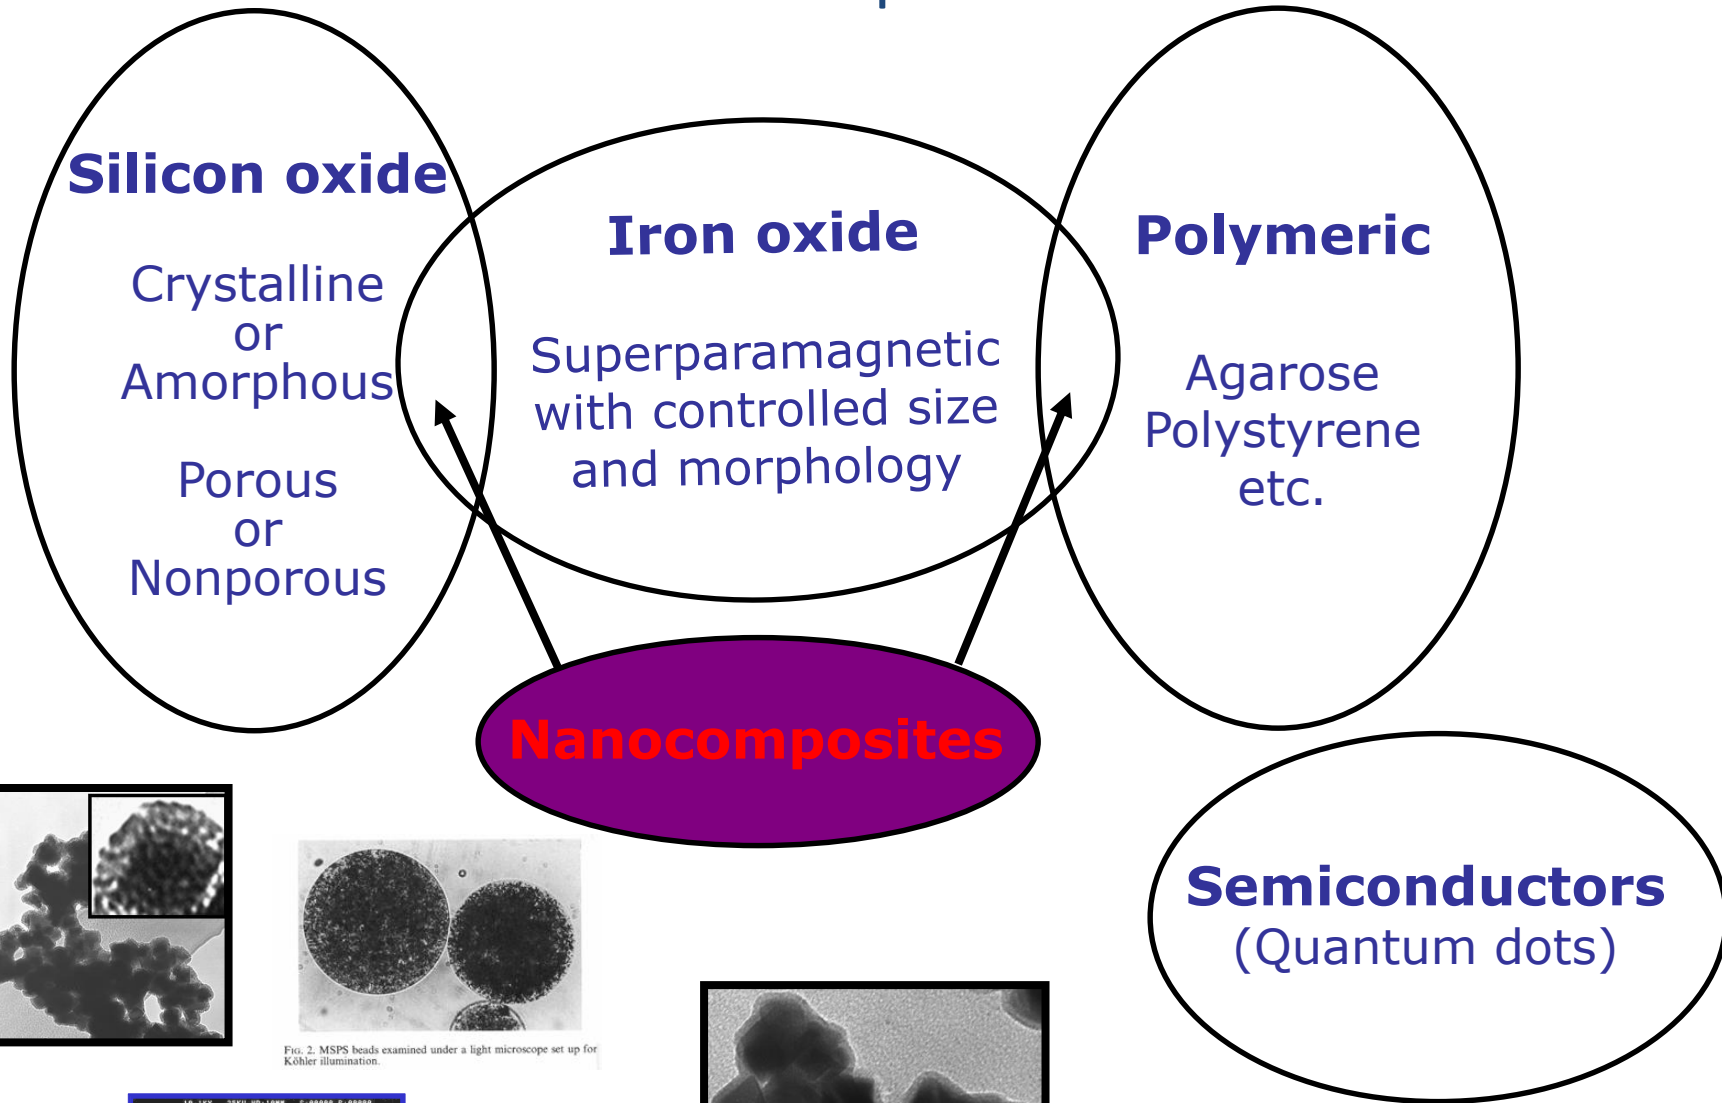 Silicon oxide
Crystalline
or
Amorphous
Porous
or
Nonporous
Iron oxide
Superparamagnetic
with controlled size
and morphology
Polymeric
Agarose
Polystyrene
etc.
Nanocomposites
Semiconductors
(Quantum dots)
FIG. 2. MSPS beads examined under a light microscope set up for
Köhler illumination.